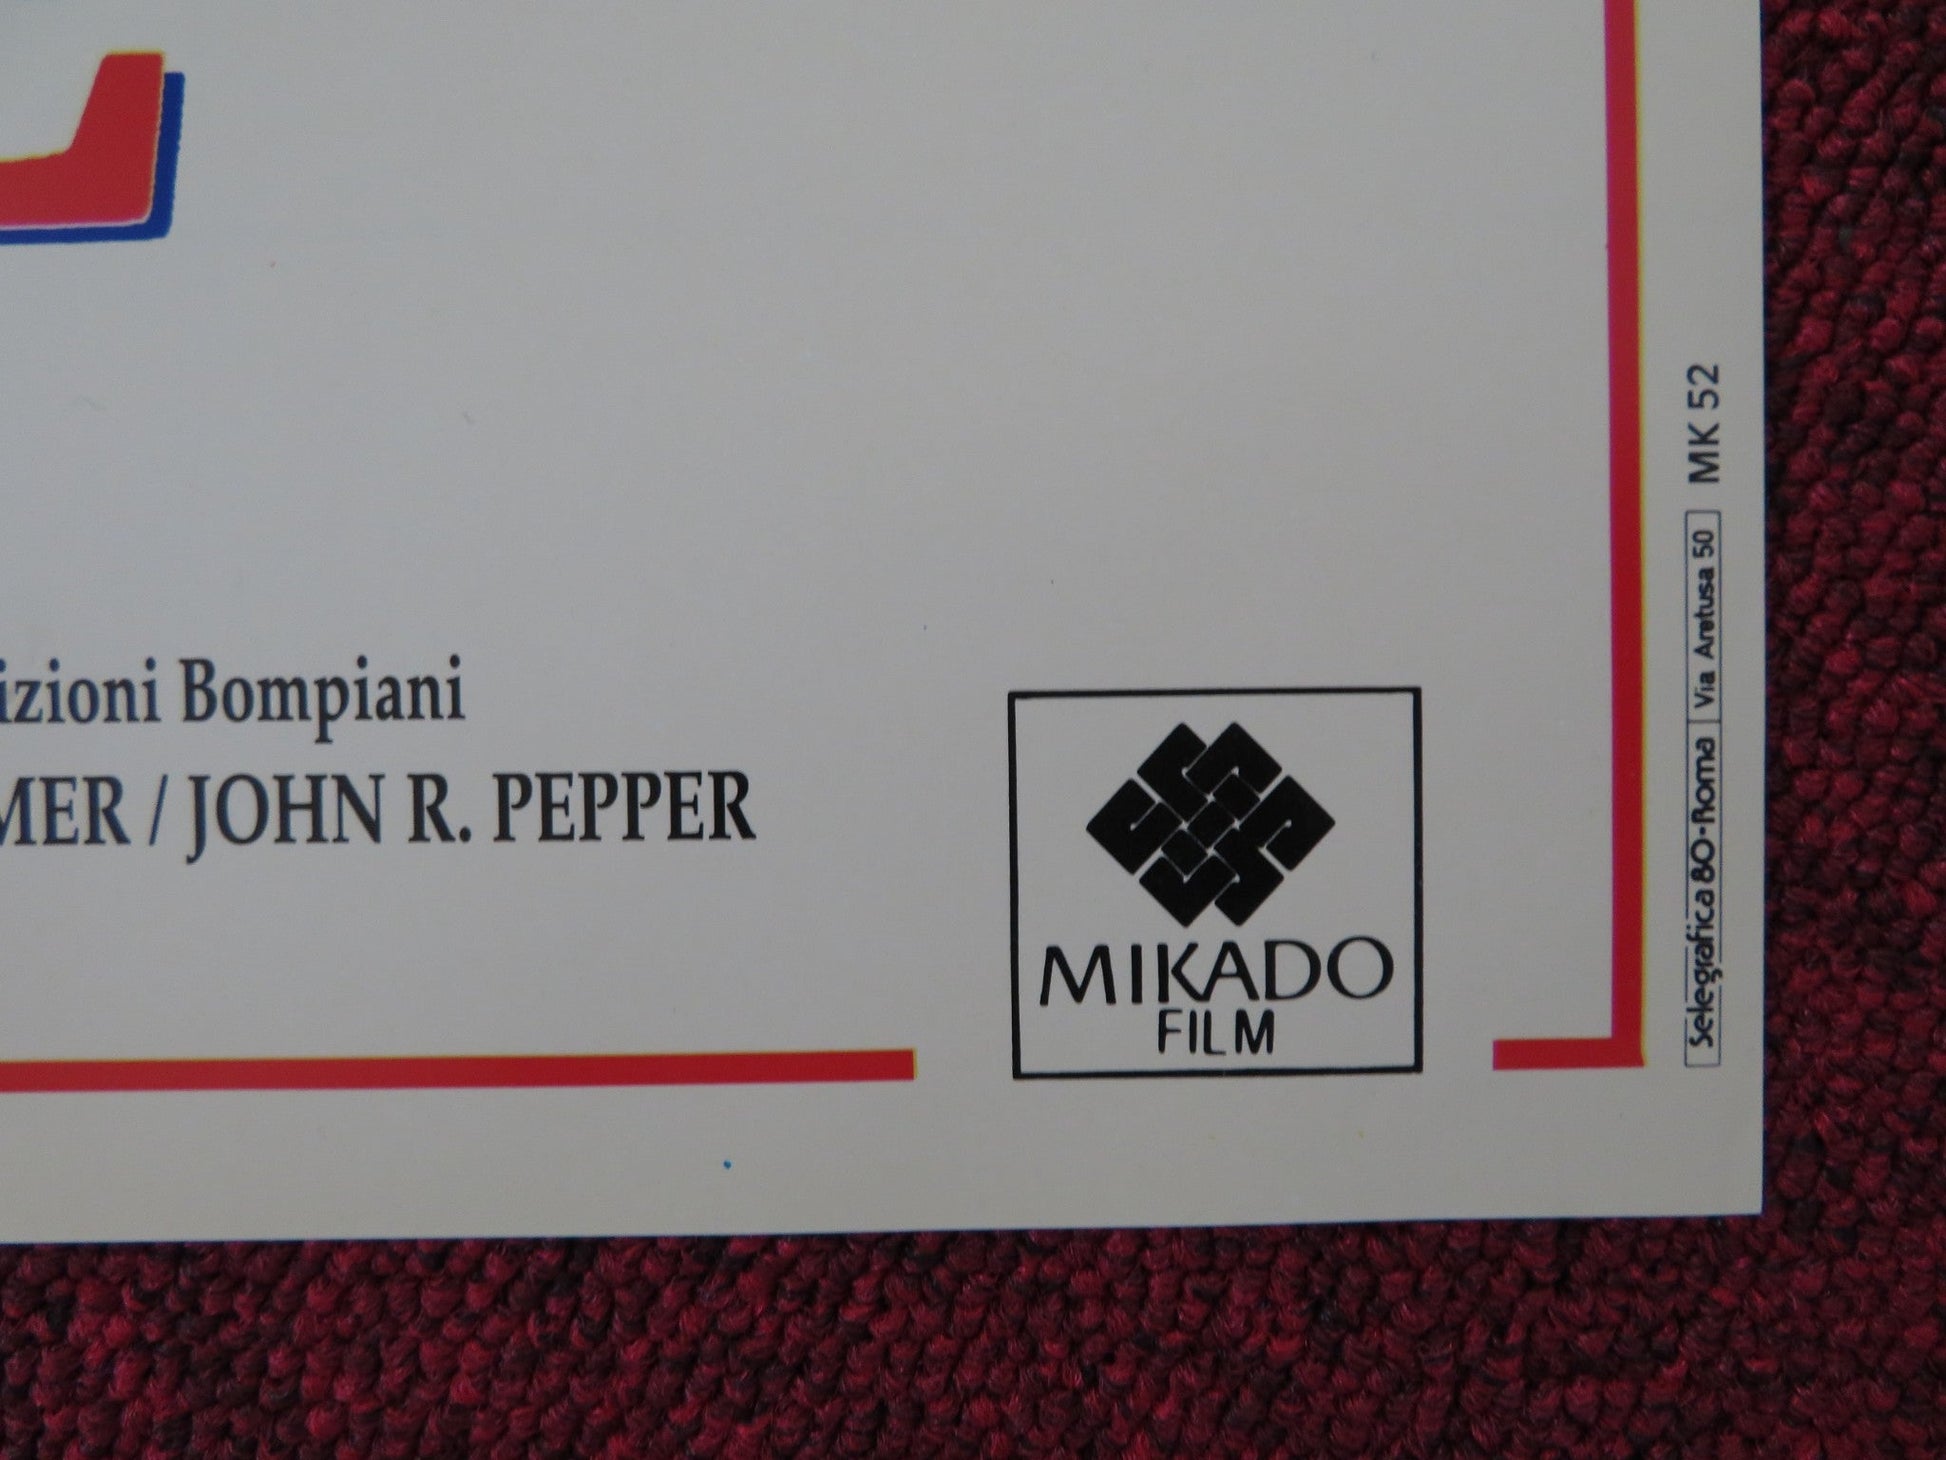 izioni Bompiani
MER / JOHN R. PEPPER
MIKADO
FILM
Selegrafica 80-Roma Via Aretusa 50 MK 52